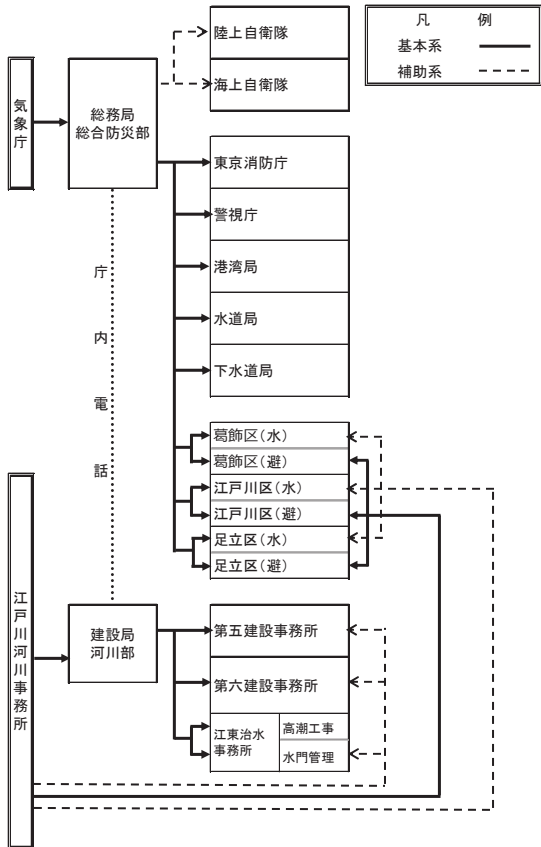 陸上自衛隊
海上自衛隊
凡 例
基本系
補助系
気象庁
総務局
総合防災部
東京消防庁
警視庁
港湾局
水道局
下水道局
庁内電話
葛飾区(水)
葛飾区(避)
江戸川区(水)
江戸川区(避)
足立区(水)
足立区(避)
江戸川河川事務所
建設局
河川部
第五建設事務所
第六建設事務所
江東治水
事務所
高潮工事
水門管理